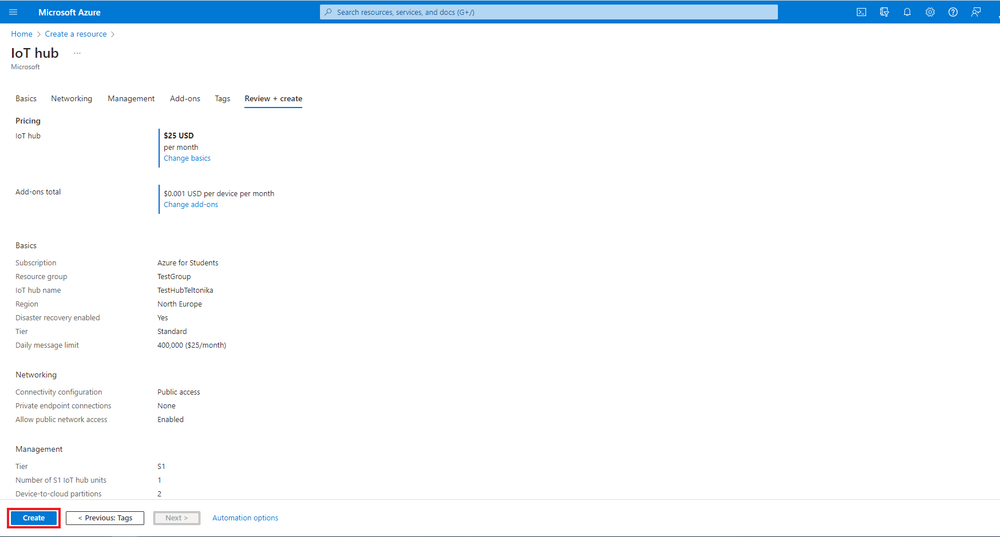 Microsoft Azure
Search resources, services, and docs (G+/)
Home > Create a resource >
IoT hub ...
Microsoft
Basics Networking Management Add-ons Tags Review + create
Pricing
IoT hub $25 USD
per month
Change basics
Add-ons total $0.001 USD per device per month
Change add-ons
Basics
Subscription Azure for Students
Resource group TestGroup
IoT hub name TestHubTeltonika
Region North Europe
Disaster recovery enabled Yes
Tier Standard
Daily message limit 400,000 ($25/month)
Networking
Connectivity configuration Public access
Private endpoint connections None
Allow public network access Enabled
Management
Tier S1
Number of S1 IoT hub units 1
Device-to-cloud partitions 2
Create < Previous: Tags Next > Automation options